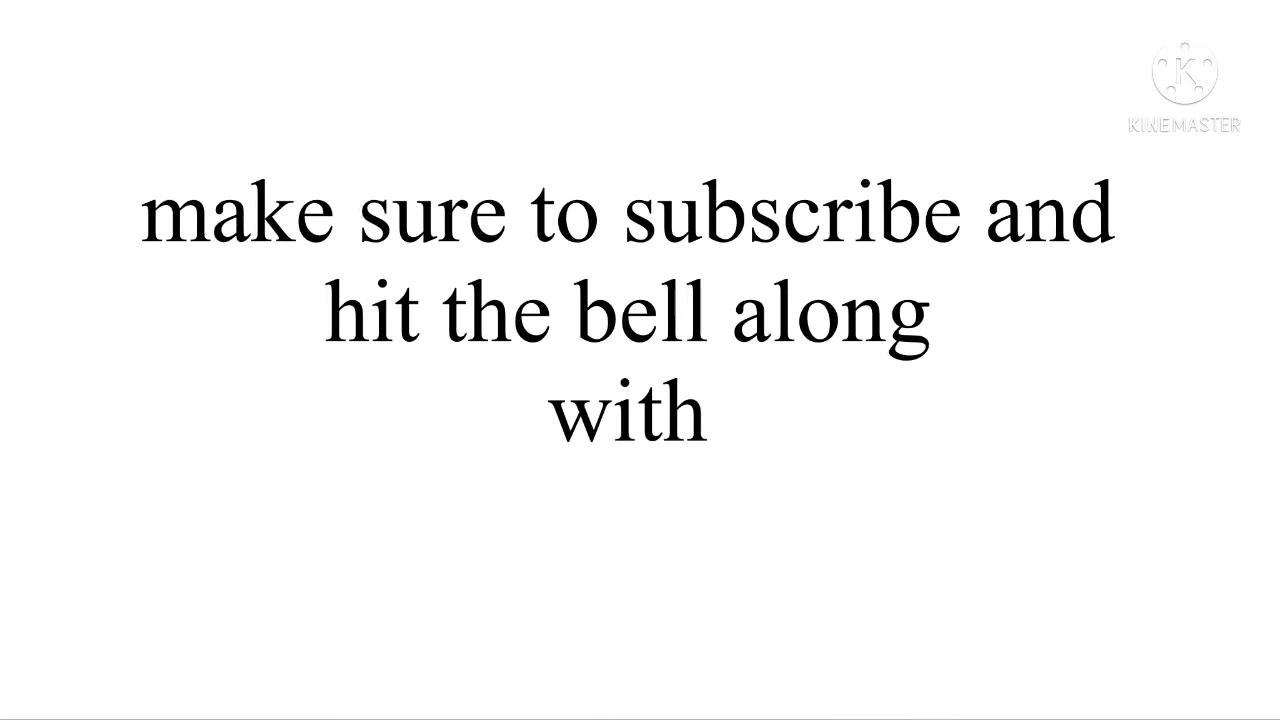 K
KINEMASTER
make sure to subscribe and
hit the bell along
with